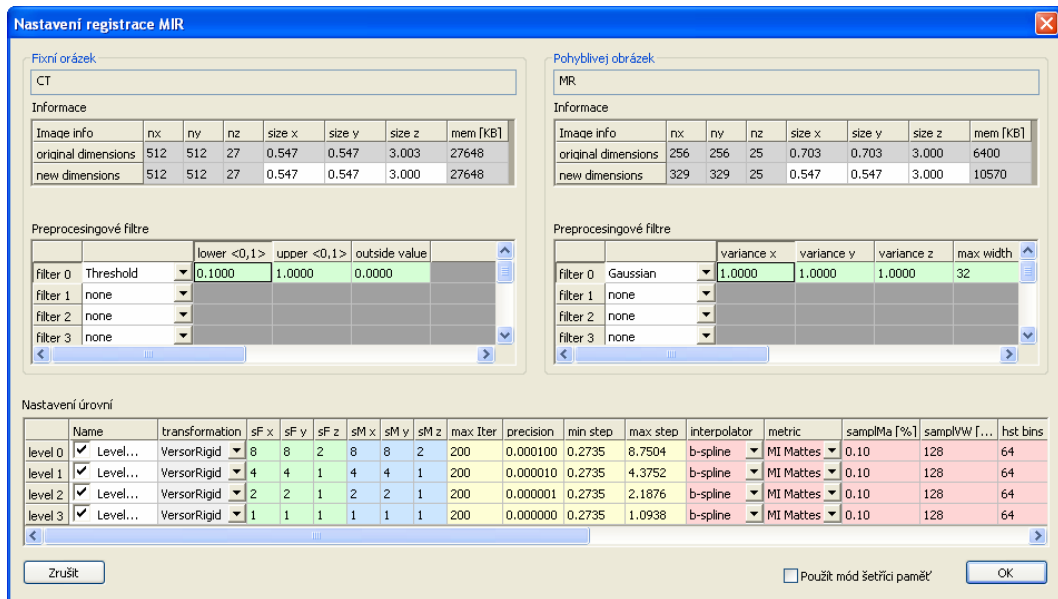 Nastavení registrace MIR
Fixní orázek
CT
Informace
Image info nx ny nz size x size y size z mem [KB]
original dimensions 512 512 27 0.547 0.547 3.003 27648
new dimensions 512 512 27 0.547 0.547 3.000 27648
Preprocesingové filtre
lower <0,1> upper <0,1> outside value
filter 0 Threshold 0.1000 1.0000 0.0000
filter 1 none
filter 2 none
filter 3 none
Pohyblivej obrázek
MR
Informace
Image info nx ny nz size x size y size z mem [KB]
original dimensions 256 256 25 0.703 0.703 3.000 6400
new dimensions 329 329 25 0.547 0.547 3.000 10570
Preprocesingové filtre
variance x variance y variance z max width
filter 0 Gaussian 1.0000 1.0000 1.0000 32
filter 1 none
filter 2 none
filter 3 none
Nastavení úrovní
Name transformation sF x sF y sF z sM x sM y sM z max Iter precision min step max step interpolator metric samplMa [%] samplVW [... hst bins
level 0 Level... VersorRigid 8 8 2 8 8 2 200 0.000100 0.2735 8.7504 b-spline MI Mattes 0.10 128 64
level 1 Level... VersorRigid 4 4 1 4 4 1 200 0.000010 0.2735 4.3752 b-spline MI Mattes 0.10 128 64
level 2 Level... VersorRigid 2 2 1 2 2 1 200 0.000001 0.2735 2.1876 b-spline MI Mattes 0.10 128 64
level 3 Level... VersorRigid 1 1 1 1 1 1 200 0.000000 0.2735 1.0938 b-spline MI Mattes 0.10 128 64
Zrušit
Použít mód šetříci paměť
OK